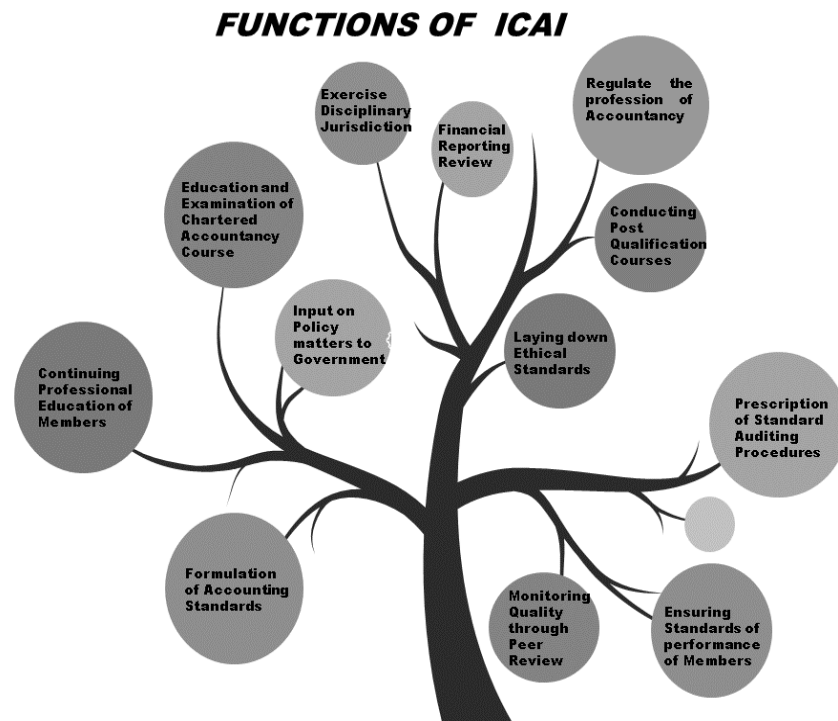 FUNCTIONS OF ICAI
Exercise
Disciplinary
Jurisdiction
Financial
Reporting
Review
Regulate the
profession of
Accountancy
Education and
Examination of
Chartered
Accountancy
Course
Conducting
Post
Qualification
Courses
Input on
Policy
matters to
Government
Laying down
Ethical
Standards
Continuing
Professional
Education of
Members
Prescription
of Standard
Auditing
Procedures
Formulation
of Accounting
Standards
Monitoring
Quality
through
Peer
Review
Ensuring
Standards of
performance
of Members